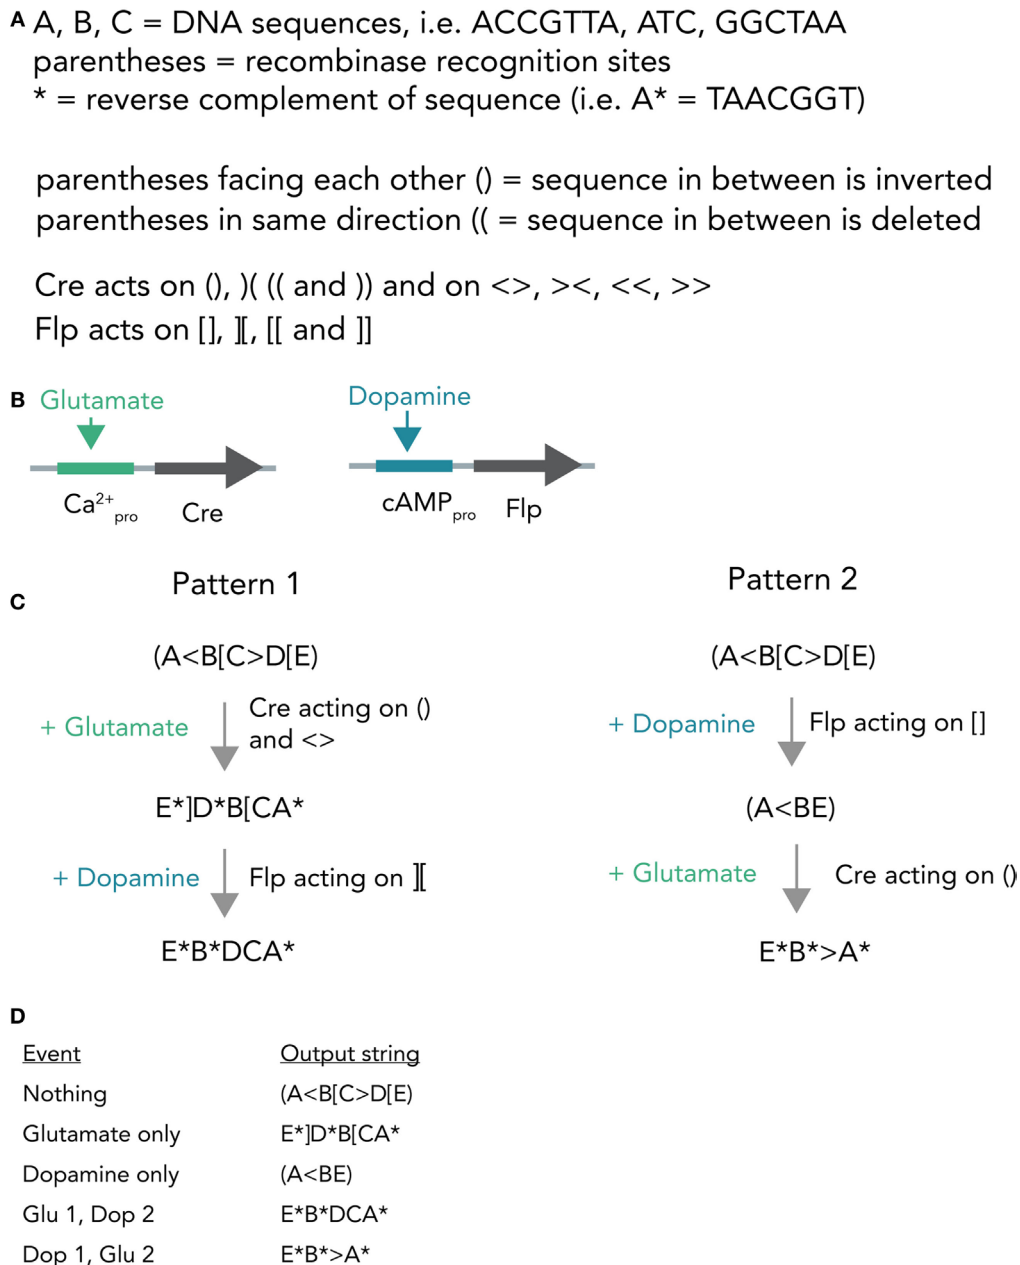 A A, B, C = DNA sequences, i.e. ACCGTTA, ATC, GGCTAA
parentheses = recombinase recognition sites
* = reverse complement of sequence (i.e. A* = TAACGGT)
parentheses facing each other () = sequence in between is inverted
parentheses in same direction (( = sequence in between is deleted
Cre acts on (), )( (( and )) and on <>, ><, <<, >>
Flp acts on [], ][, [[ and ]]
B Glutamate
Dopamine
Ca2+pro Cre
cAMPpro Flp
C
Pattern 1
(A<B[C>D[E)
+ Glutamate
Cre acting on ()
and <>
E*]D*B[CA*
+ Dopamine
Flp acting on ][
E*B*DCA*
Pattern 2
(A<B[C>D[E)
+ Dopamine
Flp acting on []
(A<BE)
+ Glutamate
Cre acting on ()
E*B*>A*
D
Event Output string
Nothing (A<B[C>D[E)
Glutamate only E*]D*B[CA*
Dopamine only (A<BE)
Glu 1, Dop 2 E*B*DCA*
Dop 1, Glu 2 E*B*>A*